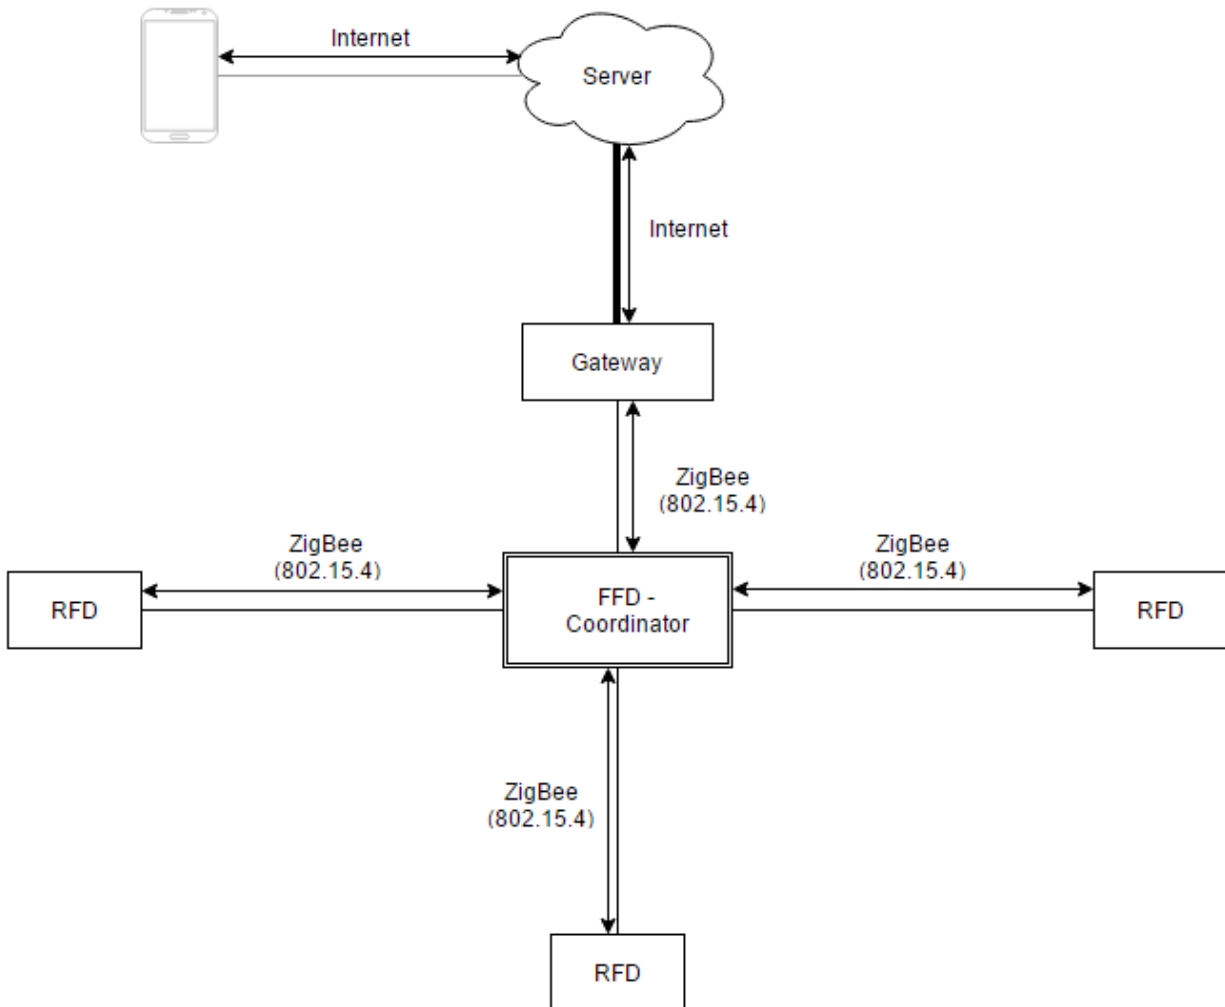 Internet
Server
Internet
Gateway
ZigBee
(802.15.4)
ZigBee
(802.15.4)
ZigBee
(802.15.4)
RFD
FFD -
Coordinator
RFD
ZigBee
(802.15.4)
RFD